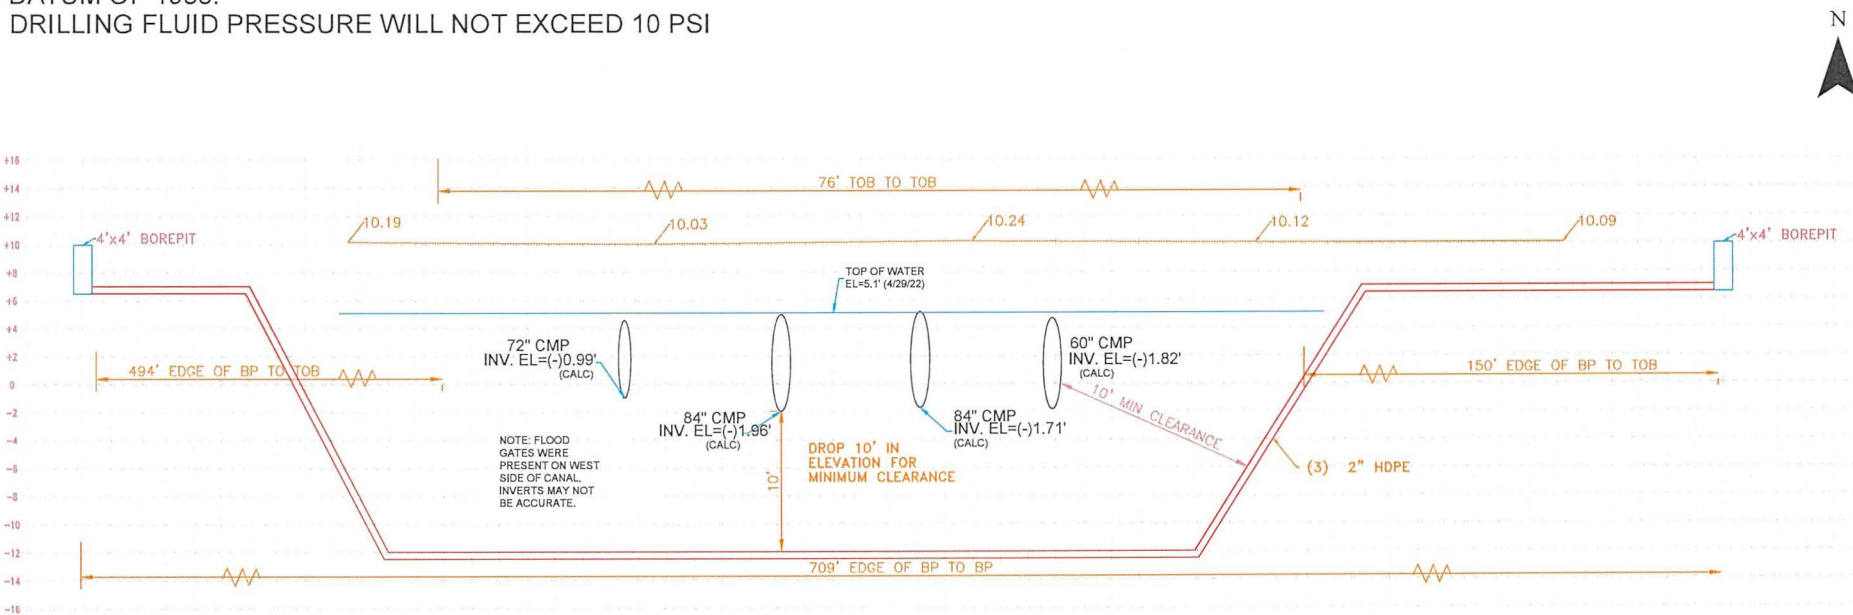 DATUM OF 1988.
DRILLING FLUID PRESSURE WILL NOT EXCEED 10 PSI
N
+16
+14
+12
+10
+8
+6
+4
+2
0
-2
-4
-6
-8
-10
-12
-14
-16
76' TOB TO TOB
10.19
10.03
10.24
10.12
10.09
4'x4' BOREPIT
4'x4' BOREPIT
TOP OF WATER
EL=5.1' (4/29/22)
72" CMP
INV. EL=(-)0.99'
(CALC)
60" CMP
INV. EL=(-)1.82'
(CALC)
494' EDGE OF BP TO TOB
150' EDGE OF BP TO TOB
84" CMP
INV. EL=(-)1.96'
(CALC)
84" CMP
INV. EL=(-)1.71'
(CALC)
10' MIN CLEARANCE
NOTE: FLOOD
GATES WERE
PRESENT ON WEST
SIDE OF CANAL.
INVERTS MAY NOT
BE ACCURATE.
10'
DROP 10' IN
ELEVATION FOR
MINIMUM CLEARANCE
(3) 2" HDPE
709' EDGE OF BP TO BP